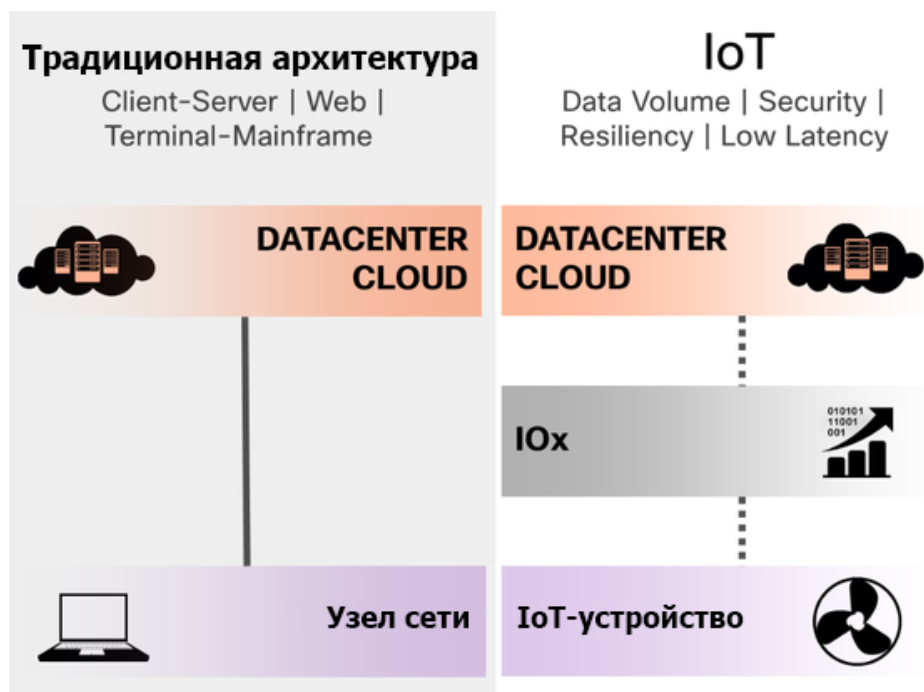 Традиционная архитектура
Client-Server | Web |
Terminal-Mainframe
DATACENTER
CLOUD
Узел сети
IoT
Data Volume | Security |
Resiliency | Low Latency
DATACENTER
CLOUD
IOx
010101
11001
001
IoT-устройство